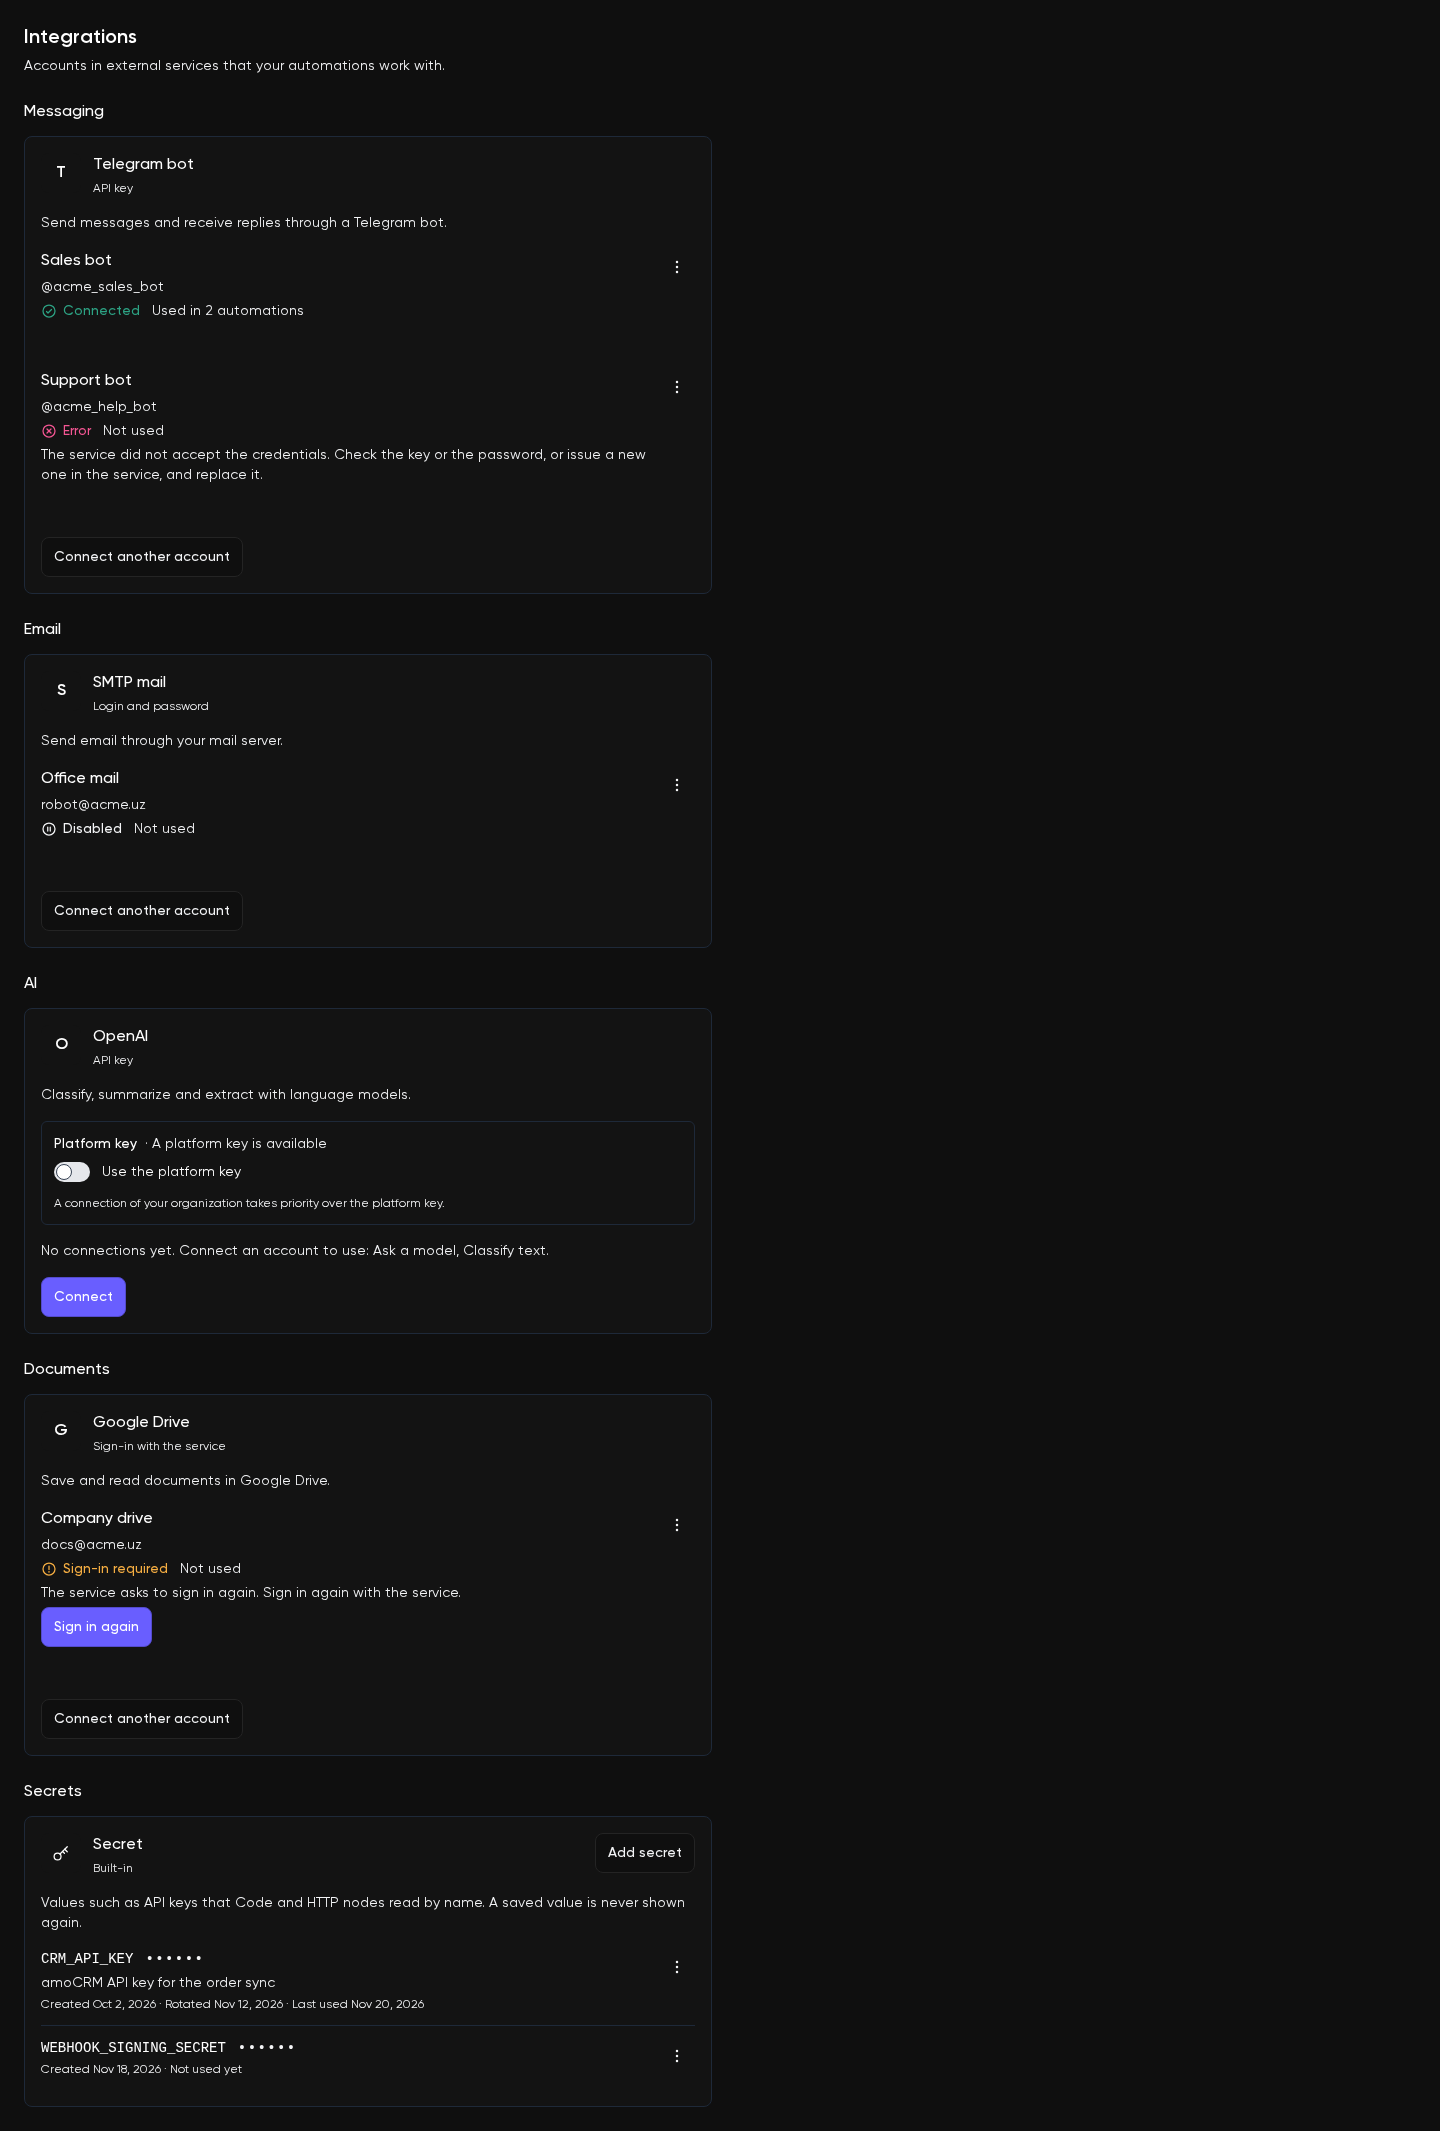 Integrations
Accounts in external services that your automations work with.
Messaging
T
Telegram bot
API key
Send messages and receive replies through a Telegram bot.
Sales bot
@acme_sales_bot
Connected Used in 2 automations
Support bot
@acme_help_bot
Error Not used
The service did not accept the credentials. Check the key or the password, or issue a new
one in the service, and replace it.
Connect another account
Email
S
SMTP mail
Login and password
Send email through your mail server.
Office mail
robot@acme.uz
Disabled Not used
Connect another account
AI
O
OpenAI
API key
Classify, summarize and extract with language models.
Platform key · A platform key is available
Use the platform key
A connection of your organization takes priority over the platform key.
No connections yet. Connect an account to use: Ask a model, Classify text.
Connect
Documents
G
Google Drive
Sign-in with the service
Save and read documents in Google Drive.
Company drive
docs@acme.uz
Sign-in required Not used
The service asks to sign in again. Sign in again with the service.
Sign in again
Connect another account
Secrets
Secret
Built-in
Add secret
Values such as API keys that Code and HTTP nodes read by name. A saved value is never shown
again.
CRM_API_KEY ••••••
amoCRM API key for the order sync
Created Oct 2, 2026 · Rotated Nov 12, 2026 · Last used Nov 20, 2026
WEBHOOK_SIGNING_SECRET ••••••
Created Nov 18, 2026 · Not used yet